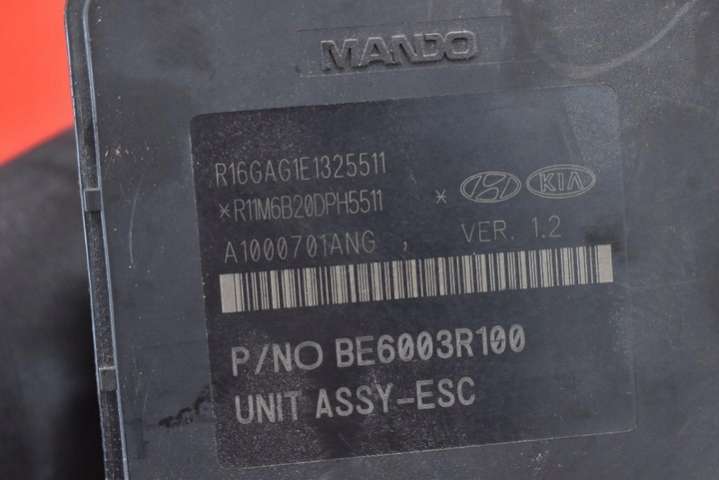 MANDO
R16GAG1E1325511
*R11M6B20DPH5511 * KIA
A1000701ANG , VER. 1.2
P/NO BE6003R100
UNIT ASSY-ESC